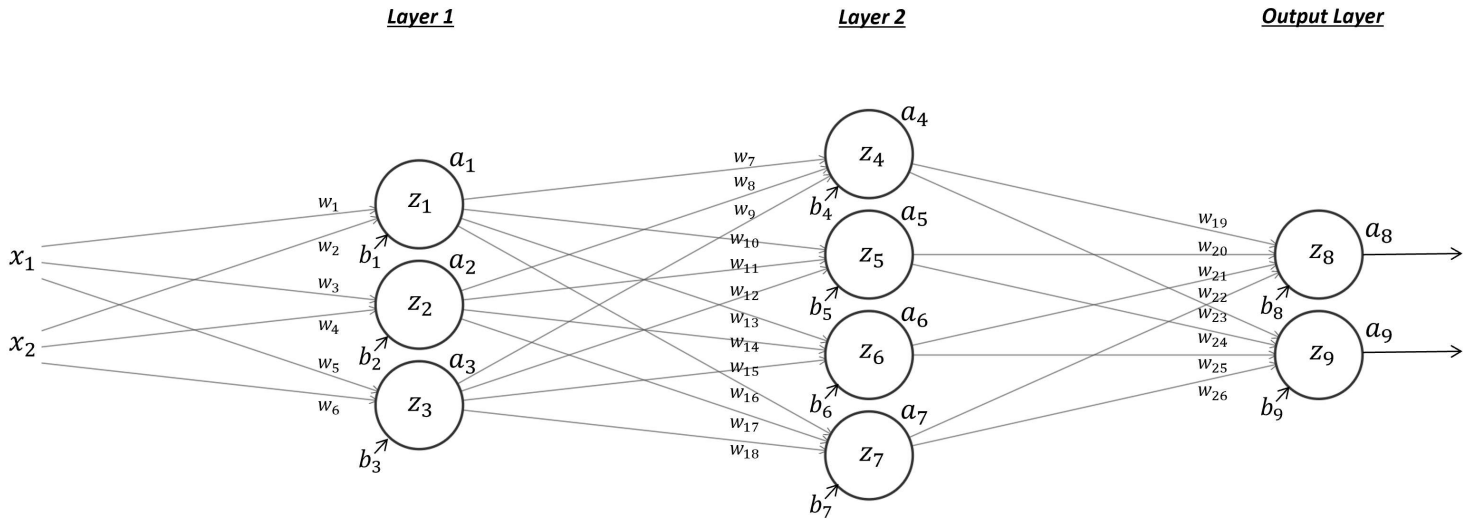 Layer 1 Layer 2 Output Layer
a₄
w₇ z₄
a₁ w₈
w₁ z₁ w₉ b₄ a₅ w₁₉ a₈
x₁ w₂ b₁ w₁₀ z₅ w₂₀ z₈
a₂ w₁₁ w₂₁
w₃ z₂ w₁₂ b₅ a₆ w₂₂ b₈
x₂ w₄ b₂ w₁₃ z₆ w₂₃ a₉
a₃ w₁₄ w₂₄ z₉
w₅ z₃ w₁₅ b₆ a₇ w₂₅
w₆ b₃ w₁₆ z₇ w₂₆ b₉
w₁₇
w₁₈
b₇